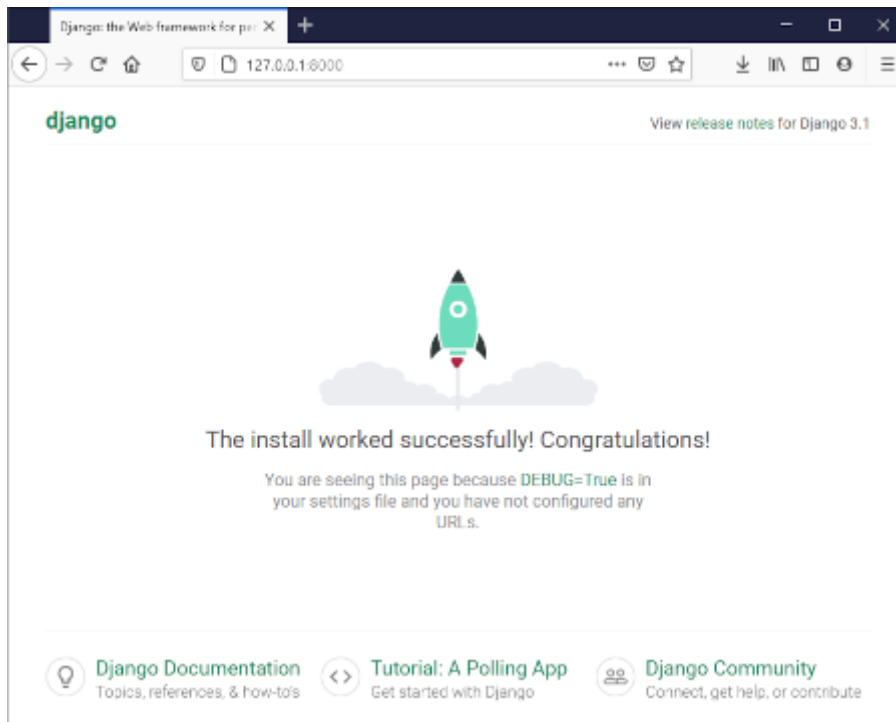 Django: the Web framework for per
127.0.0.1:8000
django
View release notes for Django 3.1
The install worked successfully! Congratulations!
You are seeing this page because DEBUG=True is in
your settings file and you have not configured any
URLs.
Django Documentation
Topics, references, & how-to's
Tutorial: A Polling App
Get started with Django
Django Community
Connect, get help, or contribute